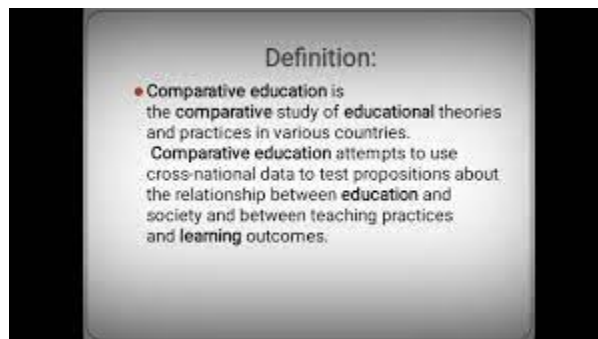 Definition:
• Comparative education is
the comparative study of educational theories
and practices in various countries.
Comparative education attempts to use
cross-national data to test propositions about
the relationship between education and
society and between teaching practices
and learning outcomes.